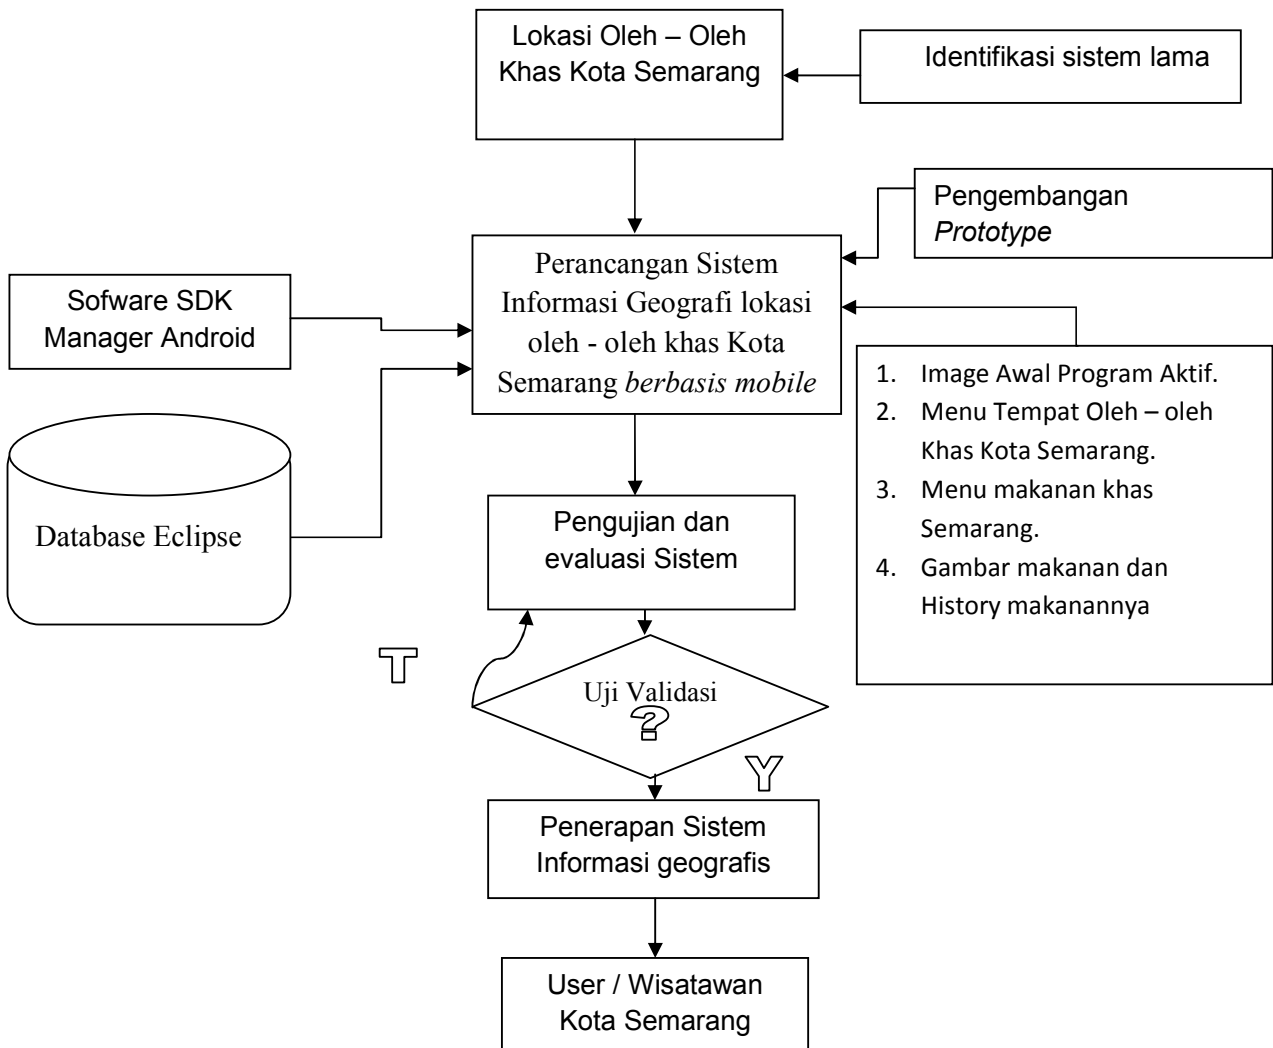 Lokasi Oleh – Oleh
Khas Kota Semarang
Identifikasi sistem lama
Pengembangan
Prototype
Perancangan Sistem
Informasi Geografi lokasi
oleh - oleh khas Kota
Semarang berbasis mobile
Sofware SDK
Manager Android
Database Eclipse
1. Image Awal Program Aktif.
2. Menu Tempat Oleh – oleh
Khas Kota Semarang.
3. Menu makanan khas
Semarang.
4. Gambar makanan dan
History makanannya
Pengujian dan
evaluasi Sistem
T
Uji Validasi
?
Y
Penerapan Sistem
Informasi geografis
User / Wisatawan
Kota Semarang